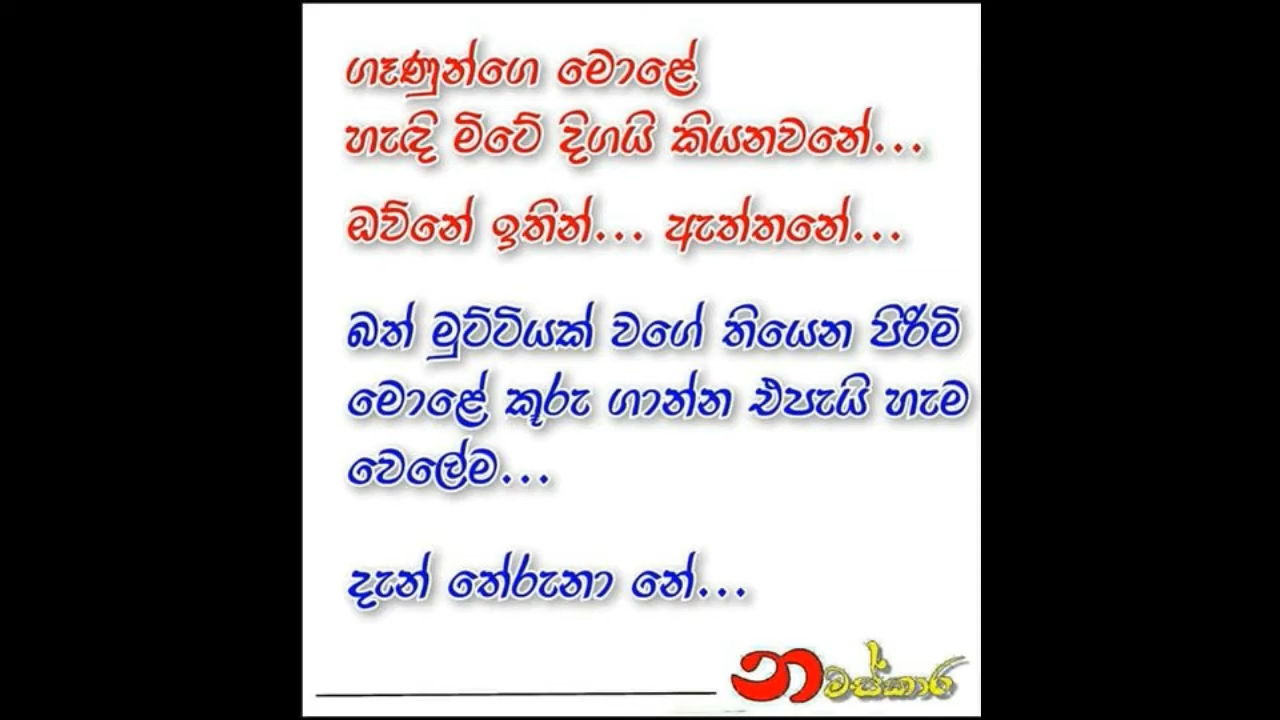 ගෑණුන්ගෙ මොළේ
හැඳි මිටේ දිගයි කියනවනේ...
ඔව්නේ ඉතින්... ඇත්තනේ...
බත් මුට්ටියක් වගේ තියෙන පිරිමි
මොළේ කූරු ගාන්න එපැයි හැම
වෙලේම...
දැන් තේරුනා නේ...
නමස්කාර